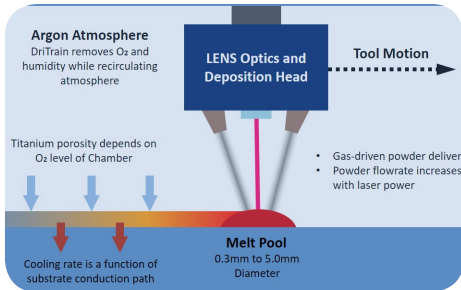 Argon Atmosphere
DriTrain removes O₂ and
humidity while recirculating
atmosphere
LENS Optics and
Deposition Head
Tool Motion
Titanium porosity depends on
O₂ level of Chamber
• Gas-driven powder deliver
• Powder flowrate increases
with laser power
Melt Pool
0.3mm to 5.0mm
Diameter
Cooling rate is a function of
substrate conduction path